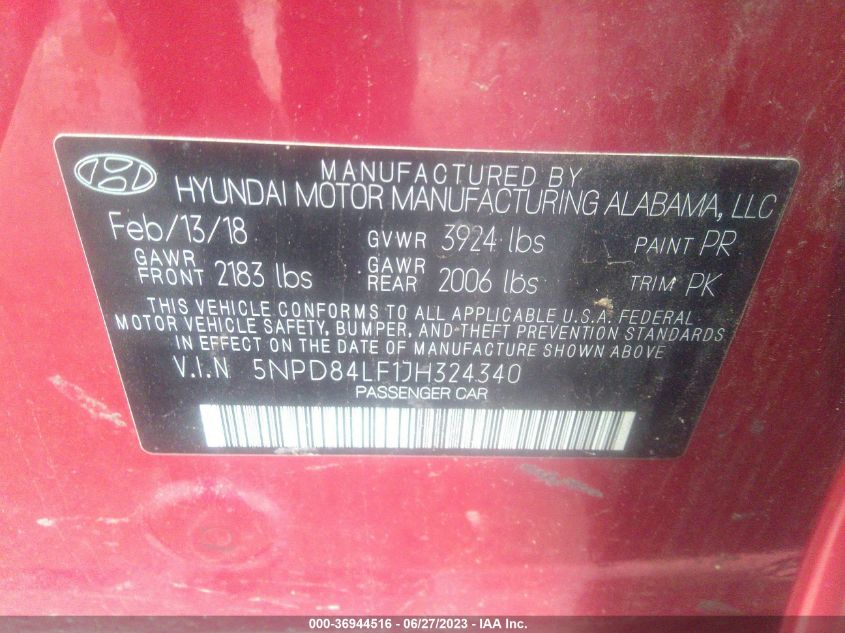 MANUFACTURED BY
HYUNDAI MOTOR MANUFACTURING ALABAMA, LLC
Feb/13/18 GVWR 3924 lbs PAINT PR
GAWR FRONT 2183 lbs GAWR REAR 2006 lbs TRIM PK
THIS VEHICLE CONFORMS TO ALL APPLICABLE U.S.A. FEDERAL
MOTOR VEHICLE SAFETY, BUMPER, AND THEFT PREVENTION STANDARDS
IN EFFECT ON THE DATE OF MANUFACTURE SHOWN ABOVE
V.I.N 5NPD84LF1JH324340
PASSENGER CAR
000-36944516 - 06/27/2023 - IAA Inc.